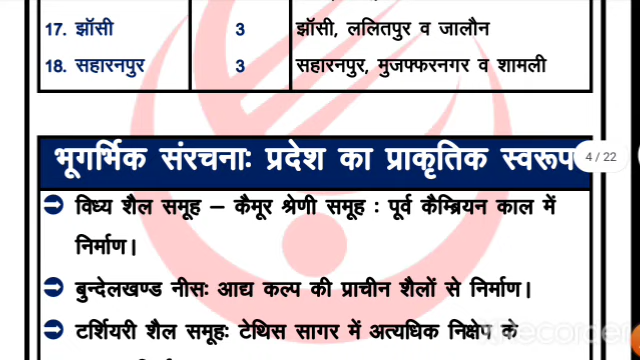 17. झाँसी 3 झाँसी, ललितपुर व जालौन
18. सहारनपुर 3 सहारनपुर, मुजफ्फरनगर व शामली
भूगर्भिक संरचनाः प्रदेश का प्राकृतिक स्वरूप
4 / 22
विध्य शैल समूह – कैमूर श्रेणी समूह : पूर्व कैम्ब्रियन काल में
निर्माण।
बुन्देलखण्ड नीसः आद्य कल्प की प्राचीन शैलों से निर्माण।
टर्शियरी शैल समूहः टेथिस सागर में अत्यधिक निक्षेप के
Recorder